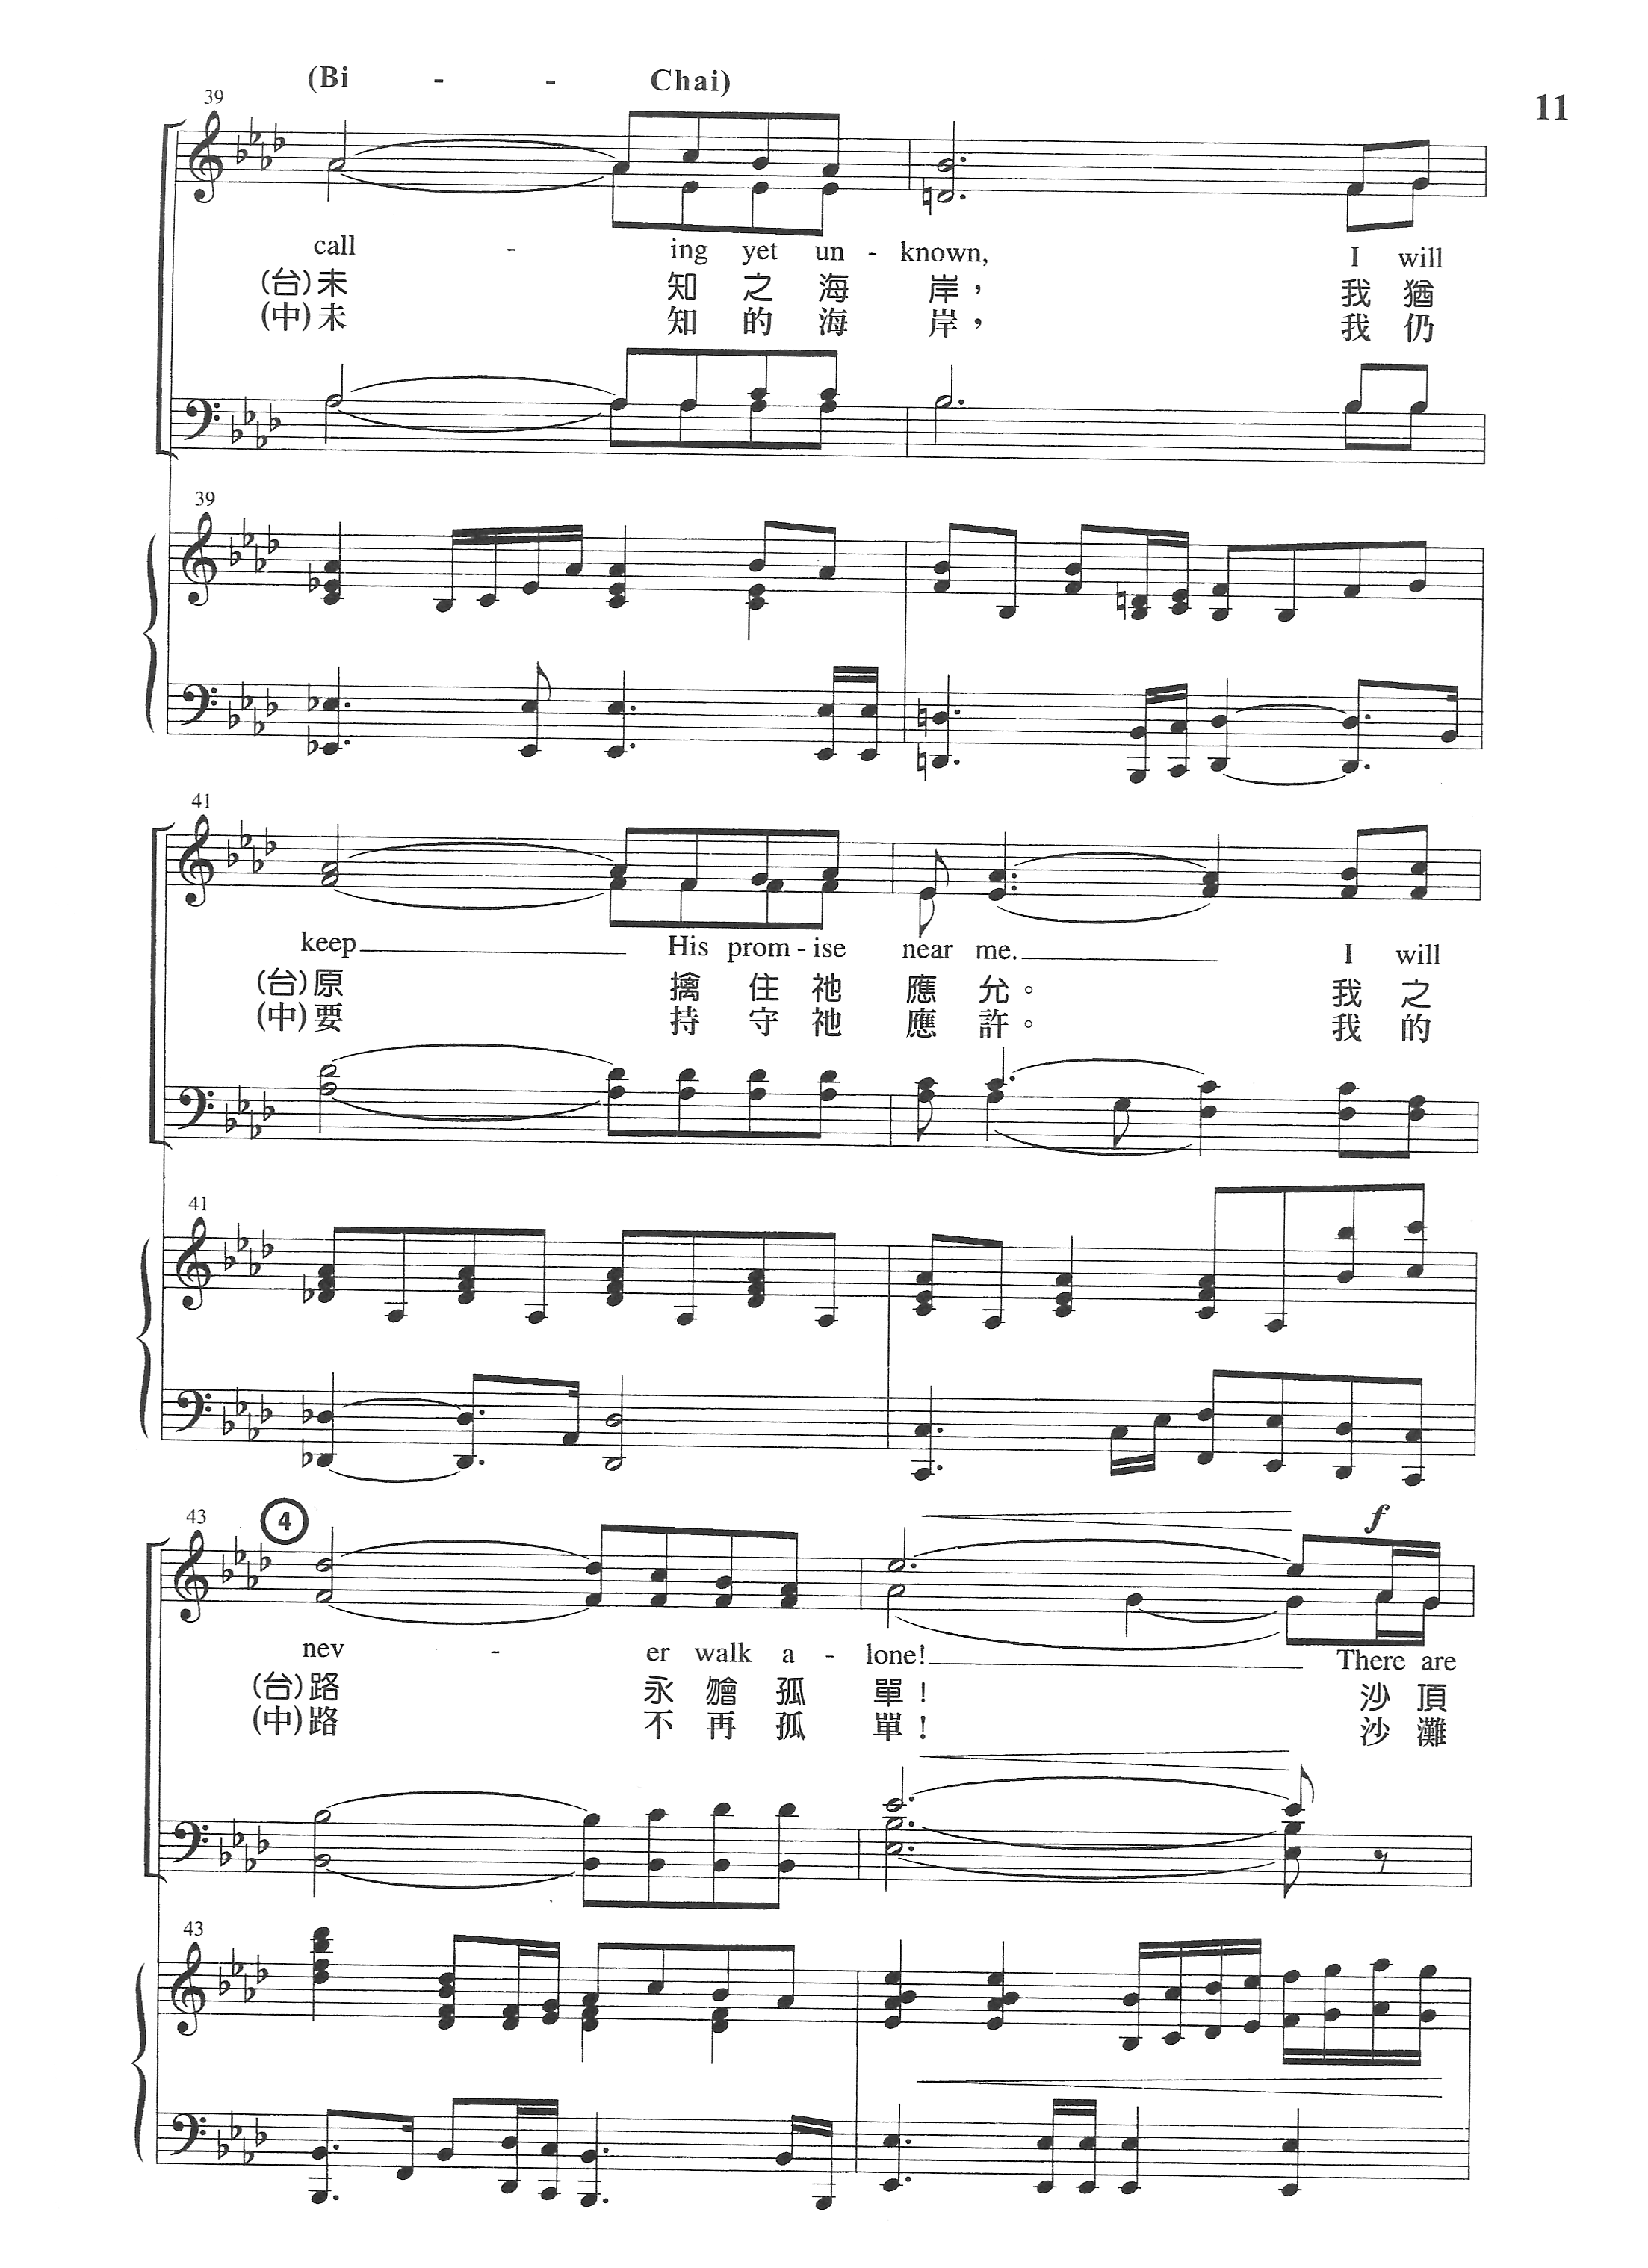 (Bi - - Chai)
11
39
call - ing yet un - known, I will
(台)未 知 之 海 岸， 我 猶
(中)未 知 的 海 岸， 我 仍
39
41
keep His prom - ise near me. I will
(台)原 擒 住 祂 應 允。 我 之
(中)要 持 守 祂 應 許。 我 的
41
43
4
f
nev - er walk a - lone! There are
(台)路 永 𣍐 孤 單！ 沙 頂
(中)路 不 再 孤 單！ 沙 灘
43